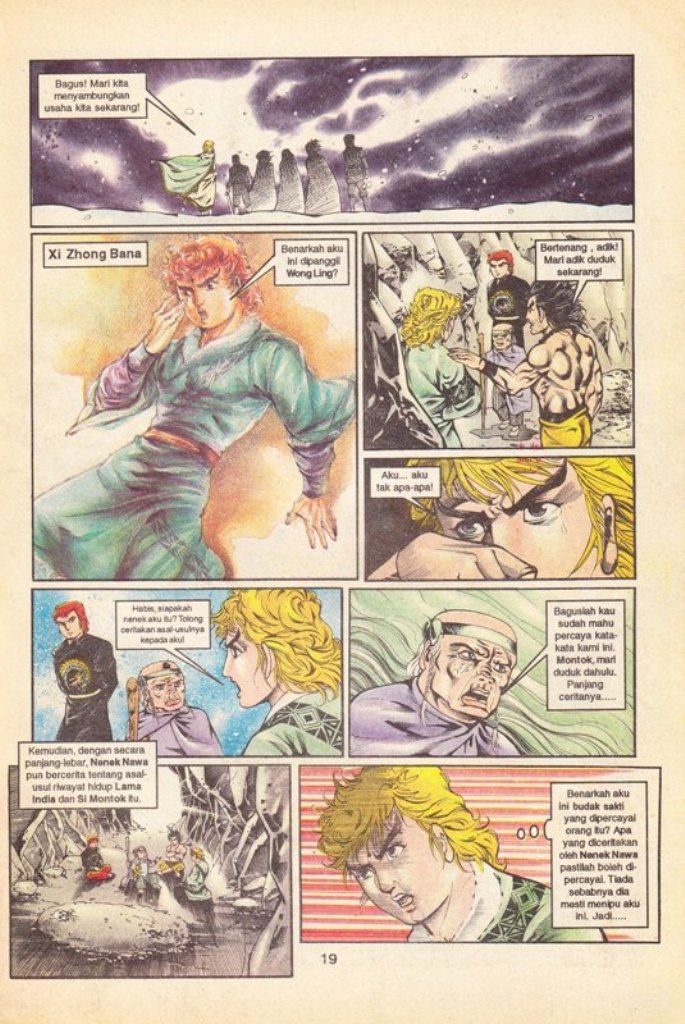 Bagus! Mari kita
menyambungkan
usaha kita sekarang!
Xi Zhong Bana
Benarkah aku
ini dipanggil
Wong Ling?
Bertenang , adik!
Mari adik duduk
sekarang!
Aku... aku
tak apa-apa!
Habis, siapakah
nenek aku itu? Tolong
ceritakan asal-usulnya
kepada aku!
Baguslah kau
sudah mahu
percaya kata-
kata kami ini.
Montok, mari
duduk dahulu.
Panjang
ceritanya.....
Kemudian, dengan secara
panjang-lebar, Nenek Nawa
pun bercerita tentang asal-
usul riwayat hidup Lama
India dan Si Montok itu.
Benarkah aku
ini budak sakti
yang dipercayai
orang itu? Apa
yang diceritakan
oleh Nenek Nawa
pastilah boleh di-
percayai. Tiada
sebabnya dia
mesti menipu aku
ini. Jadi.....
19